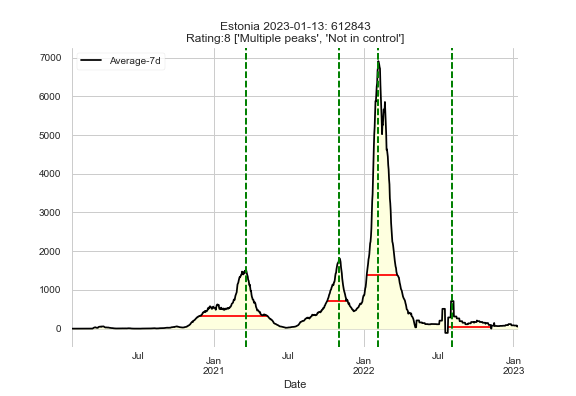 Estonia 2023-01-13: 612843
Rating:8 ['Multiple peaks', 'Not in control']
Average-7d
7000
6000
5000
4000
3000
2000
1000
0
Jul Jan Jul Jan Jul Jan
2021 2022 2023
Date